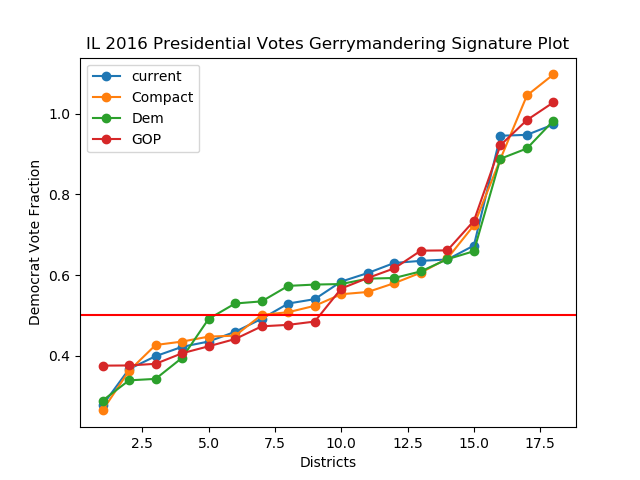 IL 2016 Presidential Votes Gerrymandering Signature Plot
current
Compact
Dem
GOP
Democrat Vote Fraction
1.0
0.8
0.6
0.4
2.5 5.0 7.5 10.0 12.5 15.0 17.5
Districts